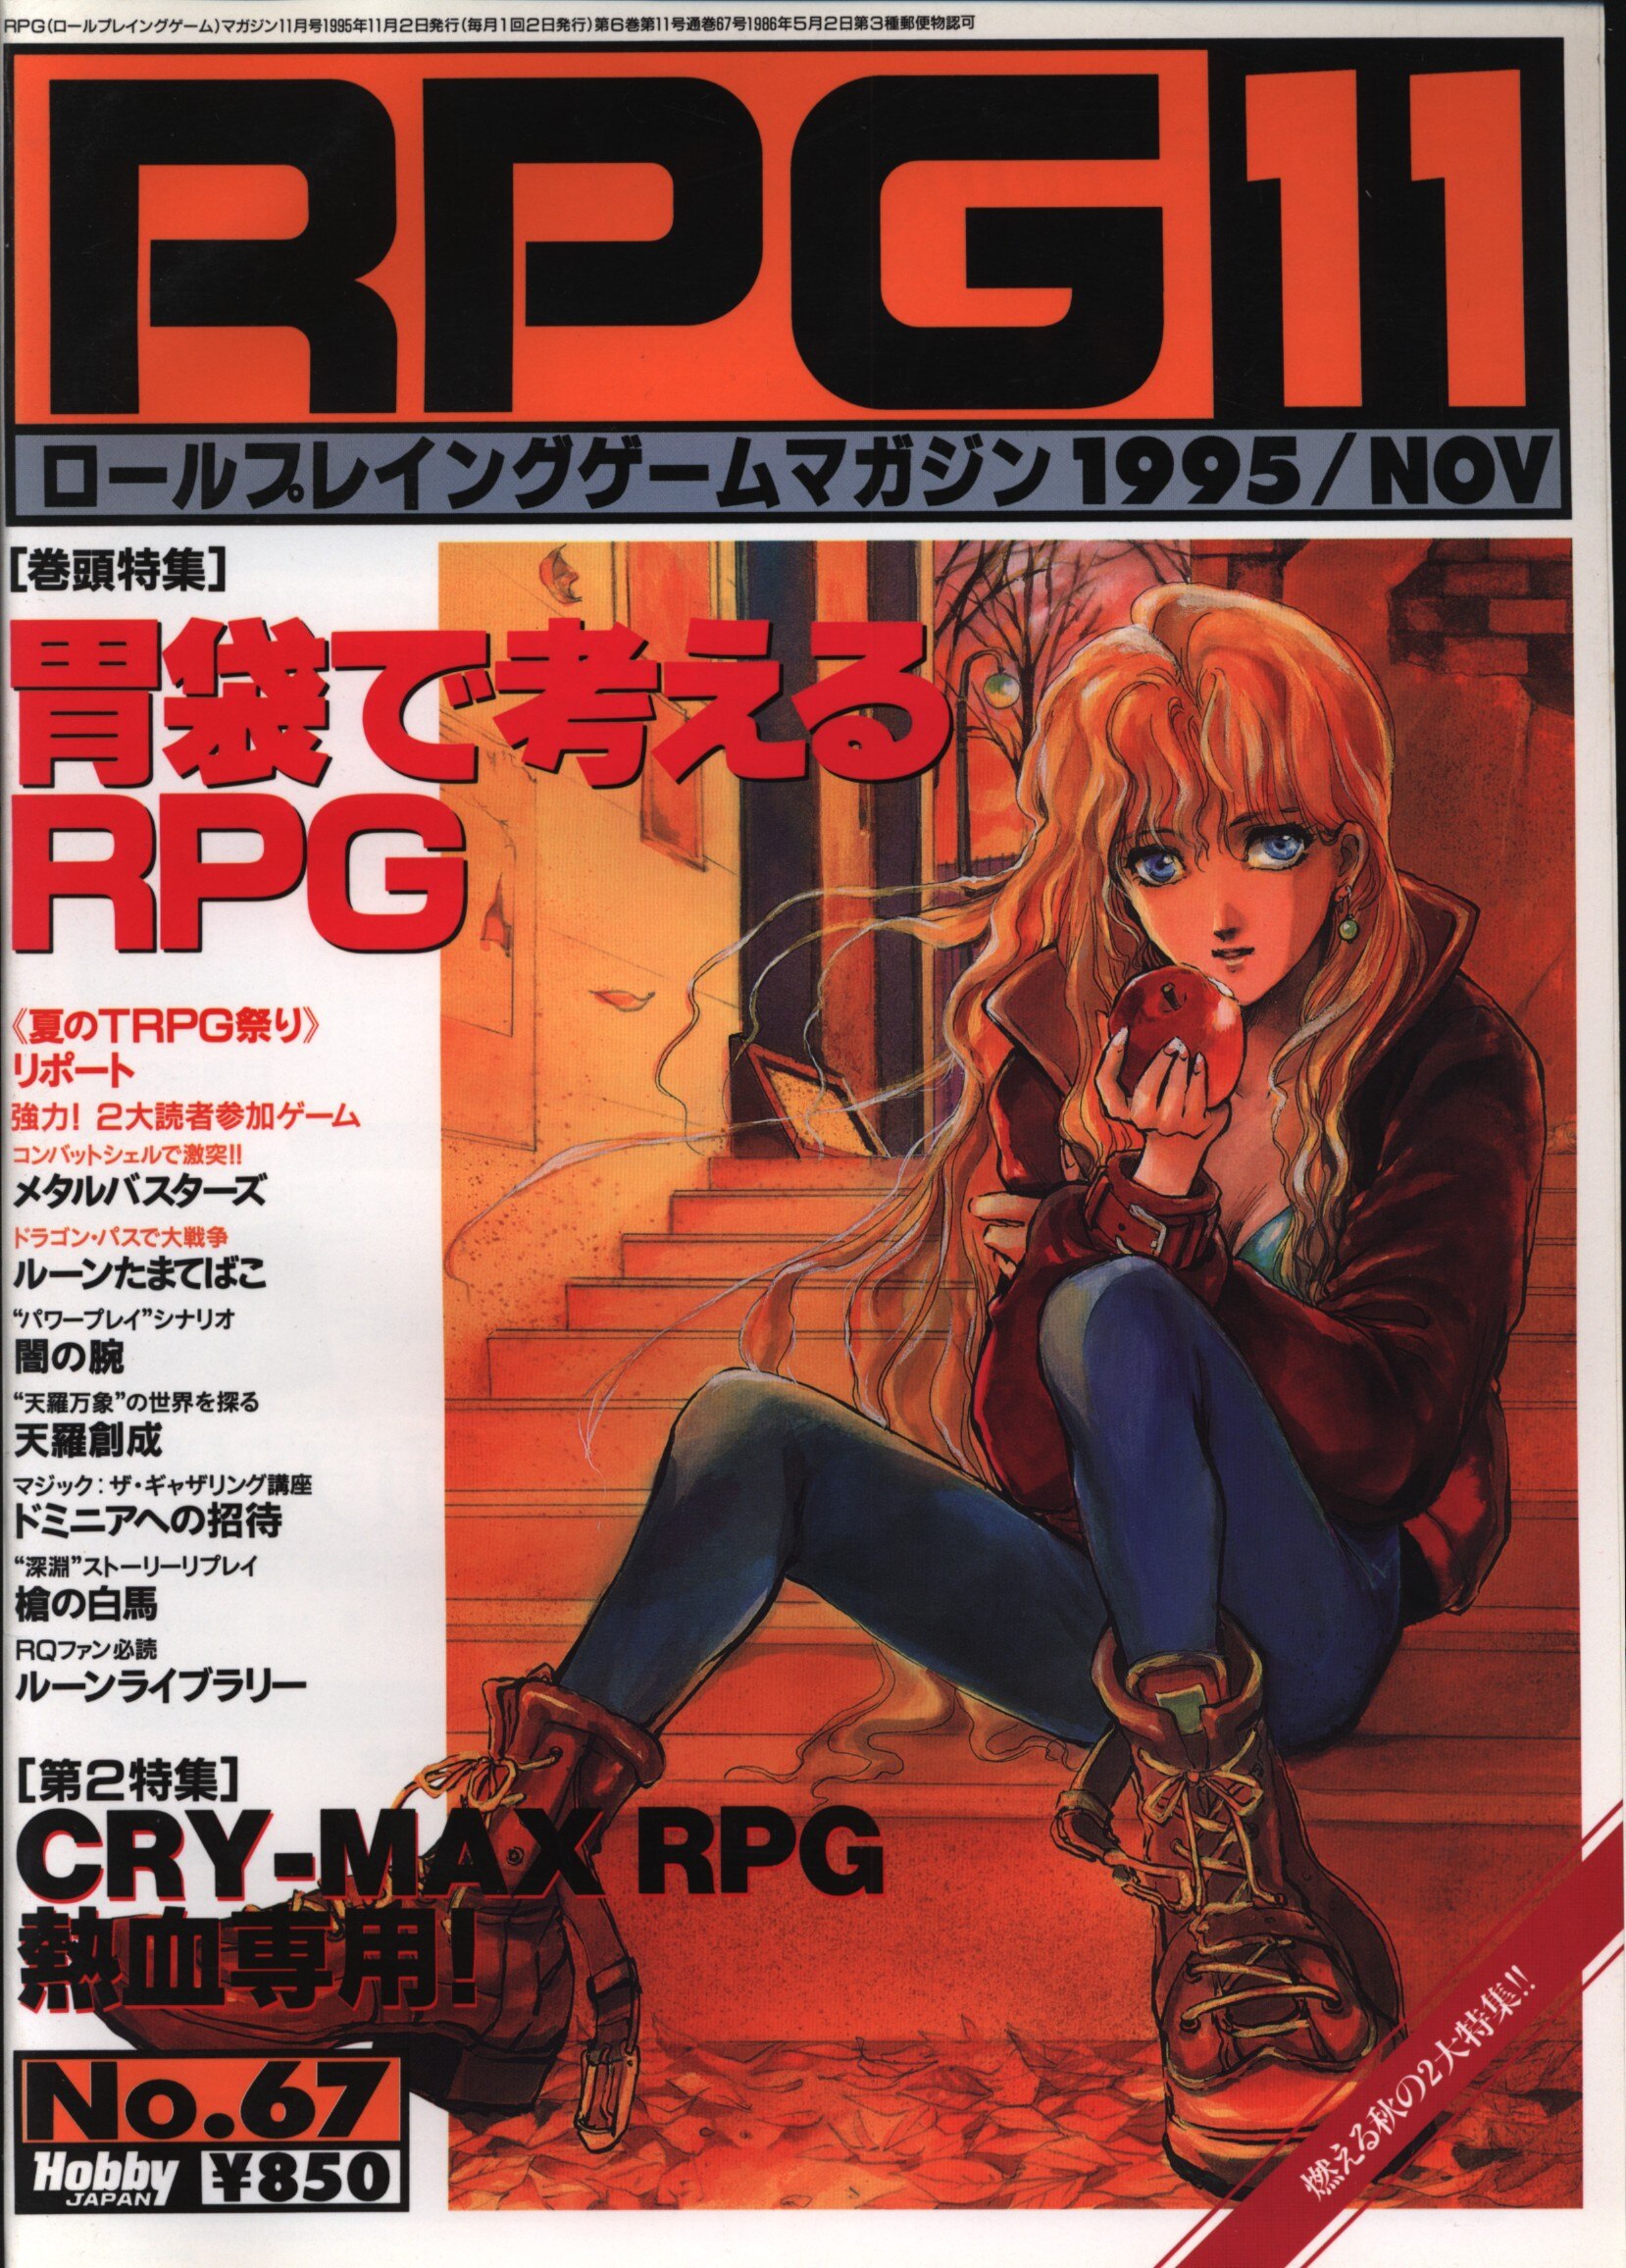 RPG(ロールプレイングゲーム)マガジン11月号1995年11月2日発行(毎月1回2日発行)第6巻第11号通巻67号1986年5月2日第3種郵便物認可
RPG11
ロールプレイングゲームマガジン1995/NOV
[巻頭特集]
胃袋で考える
RPG
《夏のTRPG祭り》
リポート
強力! 2大読者参加ゲーム
コンバットシェルで激突!!
メタルバスターズ
ドラゴン・パスで大戦争
ルーンたまてばこ
“パワープレイ”シナリオ
闇の腕
“天羅万象”の世界を探る
天羅創成
マジック:ザ・ギャザリング講座
ドミニアへの招待
“深淵”ストーリーリプレイ
槍の白馬
RQファン必読
ルーンライブラリー
[第2特集]
CRY-MAX RPG
熱血専用!
No.67
Hobby
JAPAN
¥850
燃える秋の2大特集!!